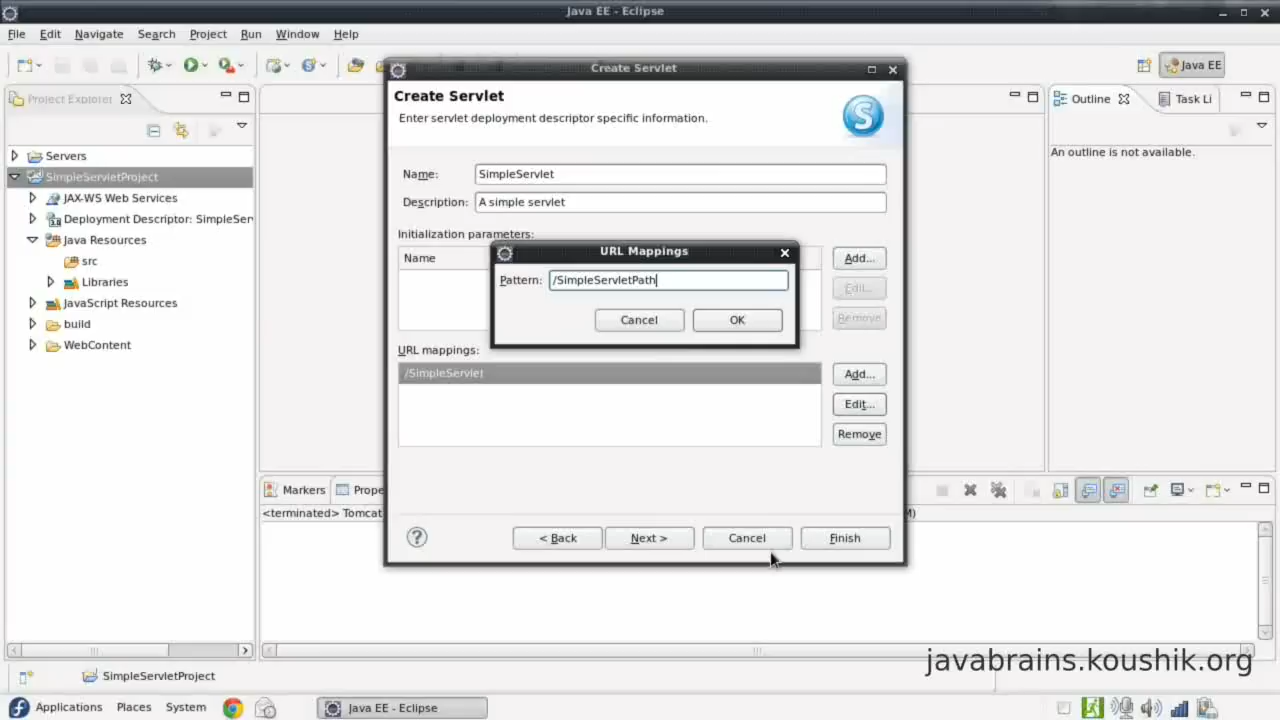 Java EE - Eclipse
File Edit Navigate Search Project Run Window Help
Java EE
Project Explorer
Servers
SimpleServletProject
JAX-WS Web Services
Deployment Descriptor: SimpleSer
Java Resources
src
Libraries
JavaScript Resources
build
WebContent
Create Servlet
Create Servlet
Enter servlet deployment descriptor specific information.
Name: SimpleServlet
Description: A simple servlet
Initialization parameters:
Name
Add...
Edit...
Remove
URL Mappings
Pattern: /SimpleServletPath
Cancel OK
URL mappings:
/SimpleServlet
Add...
Edit...
Remove
< Back Next > Cancel Finish
Outline Task Li
An outline is not available.
Markers Prope
<terminated> Tomcat M)
javabrains.koushik.org
SimpleServletProject
Applications Places System Java EE - Eclipse